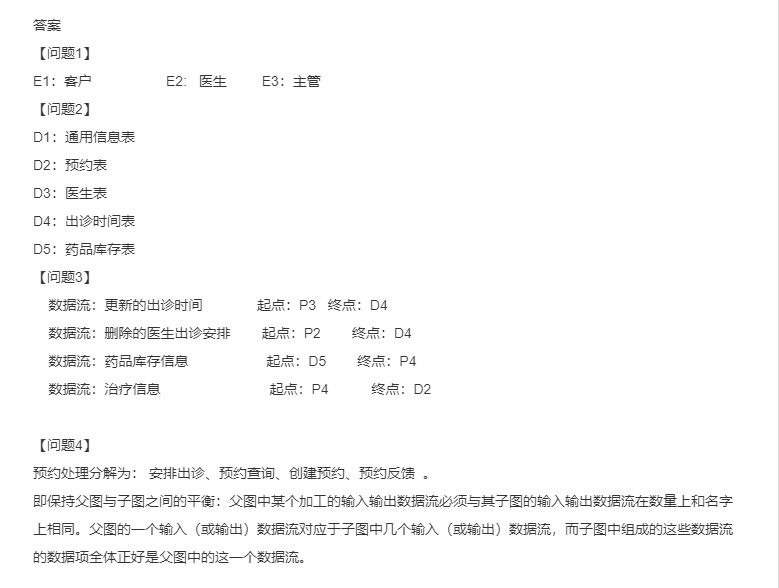 答案
【问题1】
E1：客户 E2: 医生 E3：主管
【问题2】
D1：通用信息表
D2：预约表
D3：医生表
D4：出诊时间表
D5：药品库存表
【问题3】
数据流：更新的出诊时间 起点：P3 终点：D4
数据流：删除的医生出诊安排 起点：P2 终点：D4
数据流：药品库存信息 起点：D5 终点：P4
数据流：治疗信息 起点：P4 终点：D2
【问题4】
预约处理分解为： 安排出诊、预约查询、创建预约、预约反馈 。
即保持父图与子图之间的平衡：父图中某个加工的输入输出数据流必须与其子图的输入输出数据流在数量上和名字
上相同。父图的一个输入（或输出）数据流对应于子图中几个输入（或输出）数据流，而子图中组成的这些数据流
的数据项全体正好是父图中的这一个数据流。